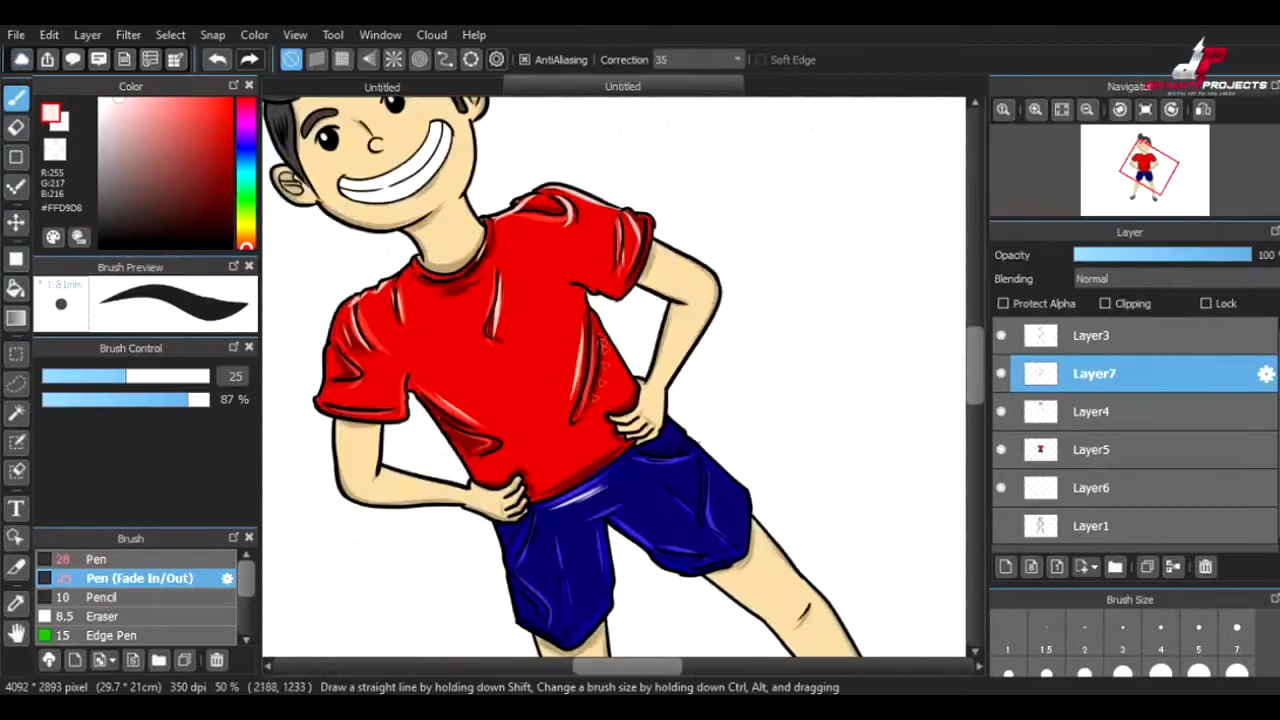 File Edit Layer Filter Select Snap Color View Tool Window Cloud Help
AntiAliasing Correction 35 Soft Edge
PROJECTS
Color
Untitled
Untitled
R:255
G:217
B:216
#FFD9D8
Brush Preview
* 1.81mm
Brush Control
25
87 %
Brush
28 Pen
Pen (Fade In/Out)
10 Pencil
8.5 Eraser
15 Edge Pen
Layer
Opacity 100 %
Blending Normal
Protect Alpha Clipping Lock
Layer3
Layer7
Layer4
Layer5
Layer6
Layer1
Brush Size
1 1.5 2 3 4 5 7
4092 * 2893 pixel (29.7 * 21cm) 350 dpi 50 % ( 2188, 1233 ) Draw a straight line by holding down Shift, Change a brush size by holding down Ctrl, Alt, and dragging